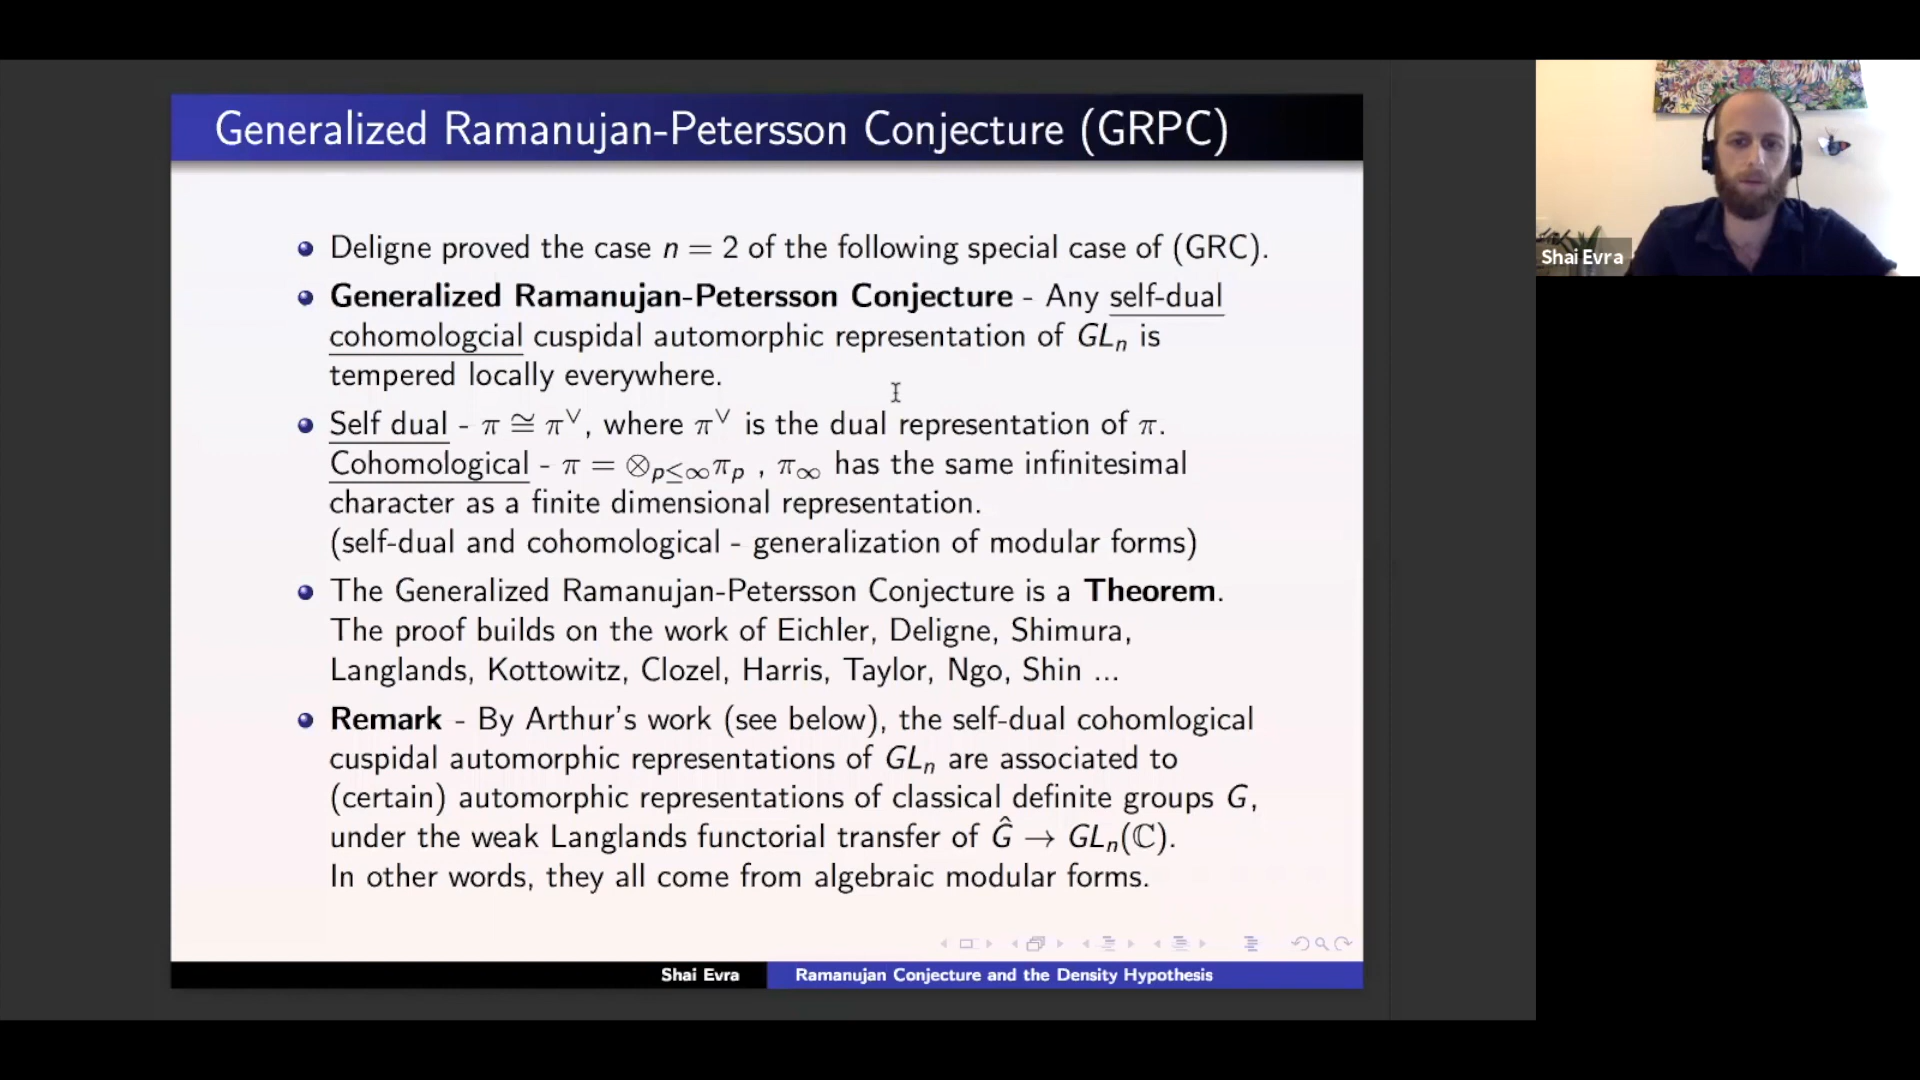 Generalized Ramanujan-Petersson Conjecture (GRPC)
Deligne proved the case n = 2 of the following special case of (GRC).
Generalized Ramanujan-Petersson Conjecture - Any self-dual
cohomologcial cuspidal automorphic representation of GLₙ is
tempered locally everywhere.
Self dual - π ≅ π^∨, where π^∨ is the dual representation of π.
Cohomological - π = ⊗_{p≤∞}π_p , π_∞ has the same infinitesimal
character as a finite dimensional representation.
(self-dual and cohomological - generalization of modular forms)
The Generalized Ramanujan-Petersson Conjecture is a Theorem.
The proof builds on the work of Eichler, Deligne, Shimura,
Langlands, Kottowitz, Clozel, Harris, Taylor, Ngo, Shin ...
Remark - By Arthur's work (see below), the self-dual cohomlogical
cuspidal automorphic representations of GLₙ are associated to
(certain) automorphic representations of classical definite groups G,
under the weak Langlands functorial transfer of Ĝ → GLₙ(ℂ).
In other words, they all come from algebraic modular forms.
Shai Evra
Ramanujan Conjecture and the Density Hypothesis
Shai Evra